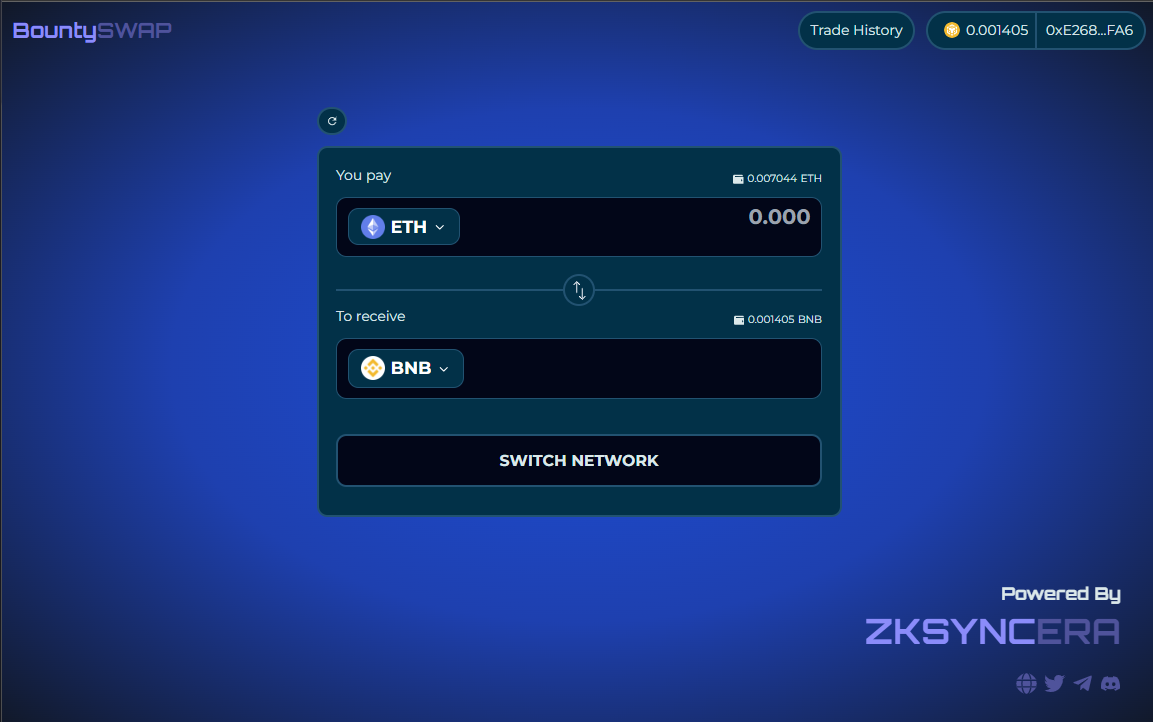 BountySWAP
Trade History
0.001405
0xE268...FA6
You pay
0.007044 ETH
ETH
0.000
To receive
0.001405 BNB
BNB
SWITCH NETWORK
Powered By
ZKSYNCERA